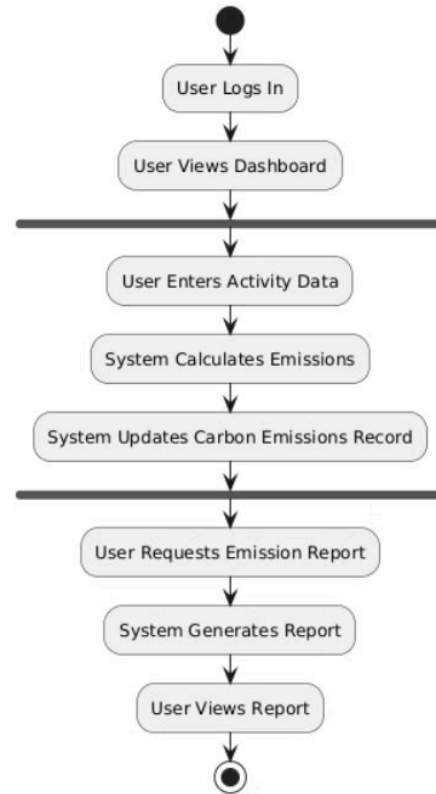 User Logs In
User Views Dashboard
User Enters Activity Data
System Calculates Emissions
System Updates Carbon Emissions Record
User Requests Emission Report
System Generates Report
User Views Report